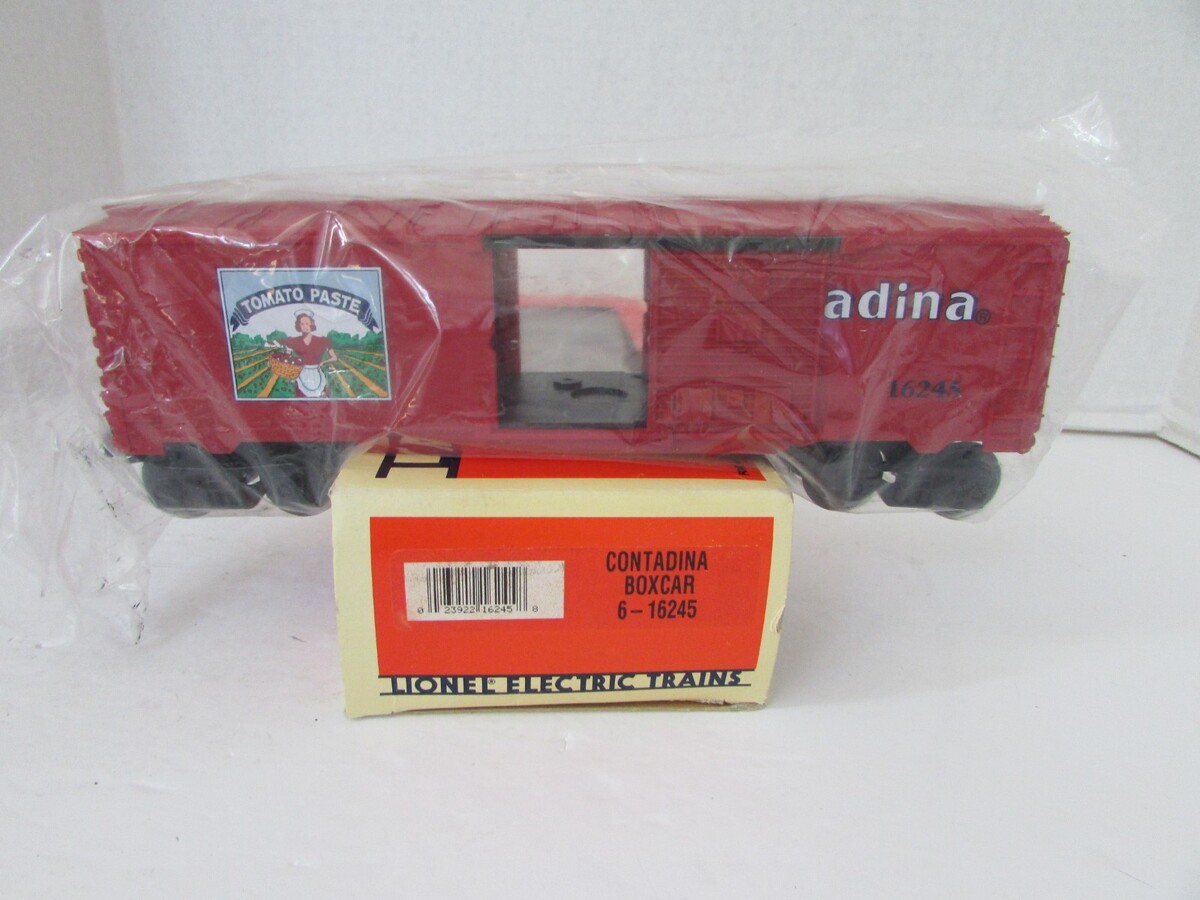 TOMATO PASTE
adina®
16245
CONTADINA
BOXCAR
6-16245
0 23922 16245 8
LIONEL® ELECTRIC TRAINS